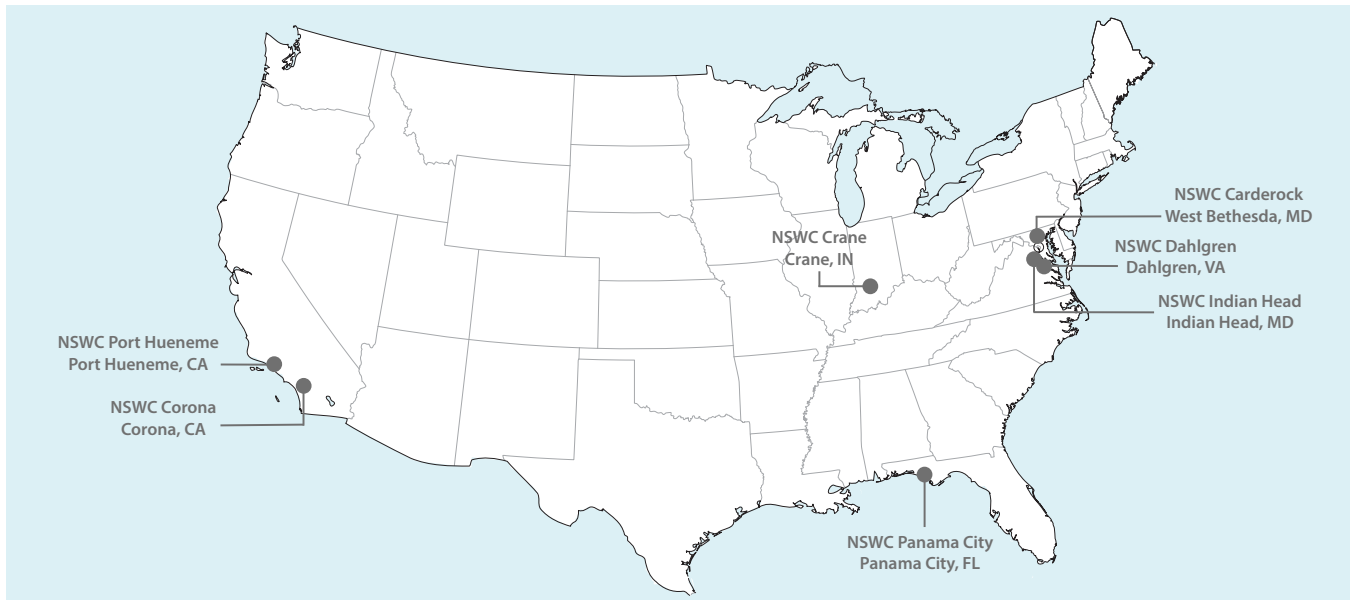 NSWC Carderock
West Bethesda, MD
NSWC Crane
Crane, IN
NSWC Dahlgren
Dahlgren, VA
NSWC Indian Head
Indian Head, MD
NSWC Port Hueneme
Port Hueneme, CA
NSWC Corona
Corona, CA
NSWC Panama City
Panama City, FL